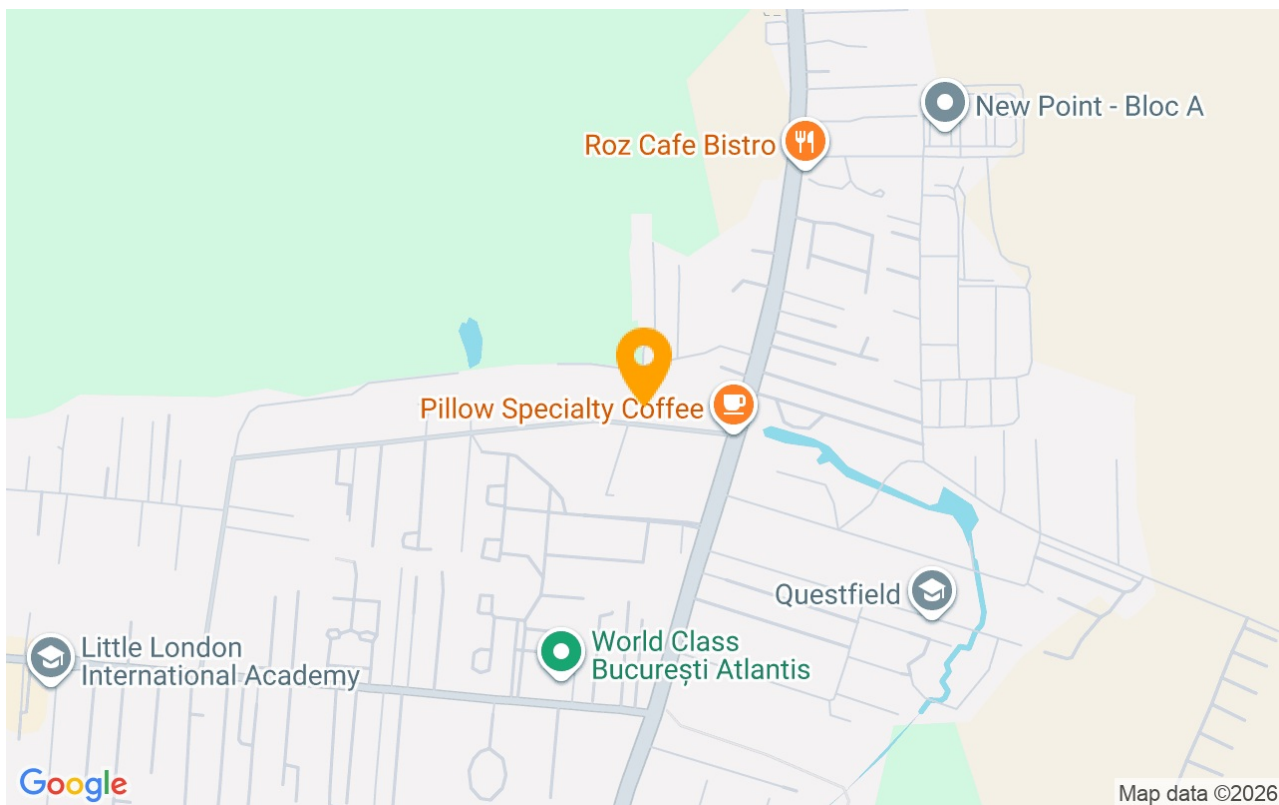 New Point - Bloc A
Roz Cafe Bistro
Pillow Specialty Coffee
Questfield
World Class
București Atlantis
Little London
International Academy
Google
Map data ©2026